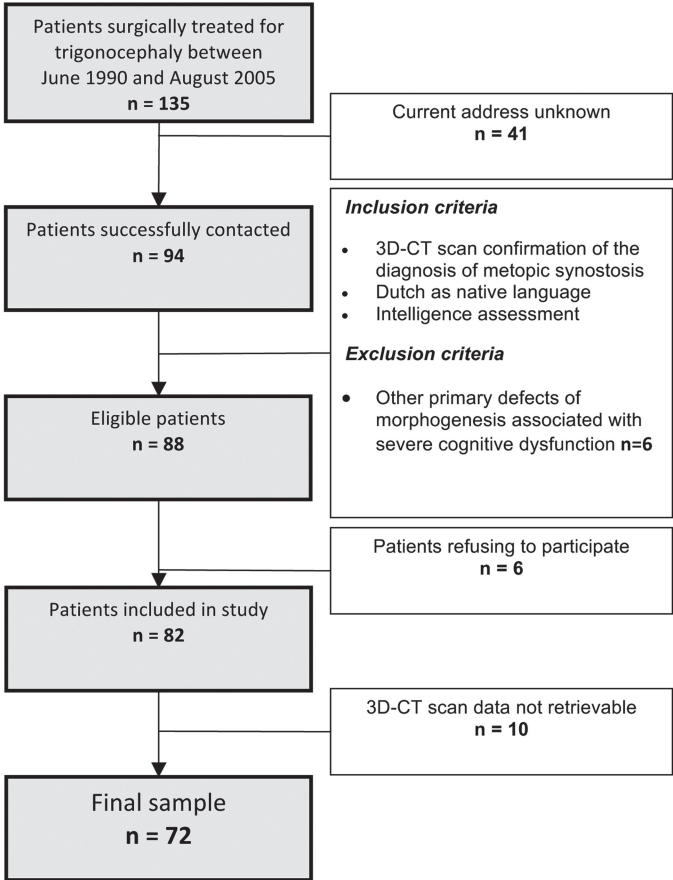 Patients surgically treated for
trigonocephaly between
June 1990 and August 2005
n = 135
Current address unknown
n = 41
Patients successfully contacted
n = 94
Inclusion criteria
• 3D-CT scan confirmation of the
diagnosis of metopic synostosis
• Dutch as native language
• Intelligence assessment
Exclusion criteria
• Other primary defects of
morphogenesis associated with
severe cognitive dysfunction n=6
Eligible patients
n = 88
Patients refusing to participate
n = 6
Patients included in study
n = 82
3D-CT scan data not retrievable
n = 10
Final sample
n = 72